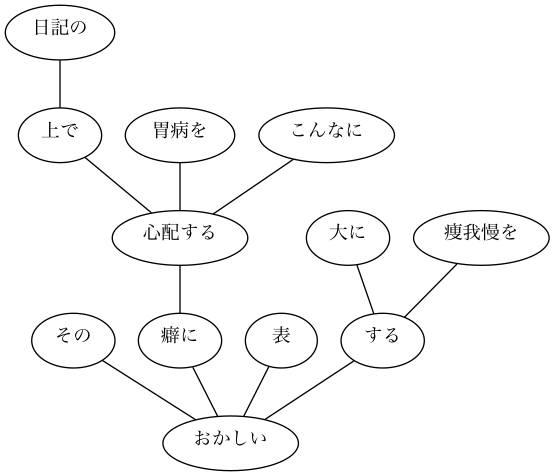 日記の
上で
胃病を
こんなに
心配する
大に
瘦我慢を
その
癖に
表
する
おかしい